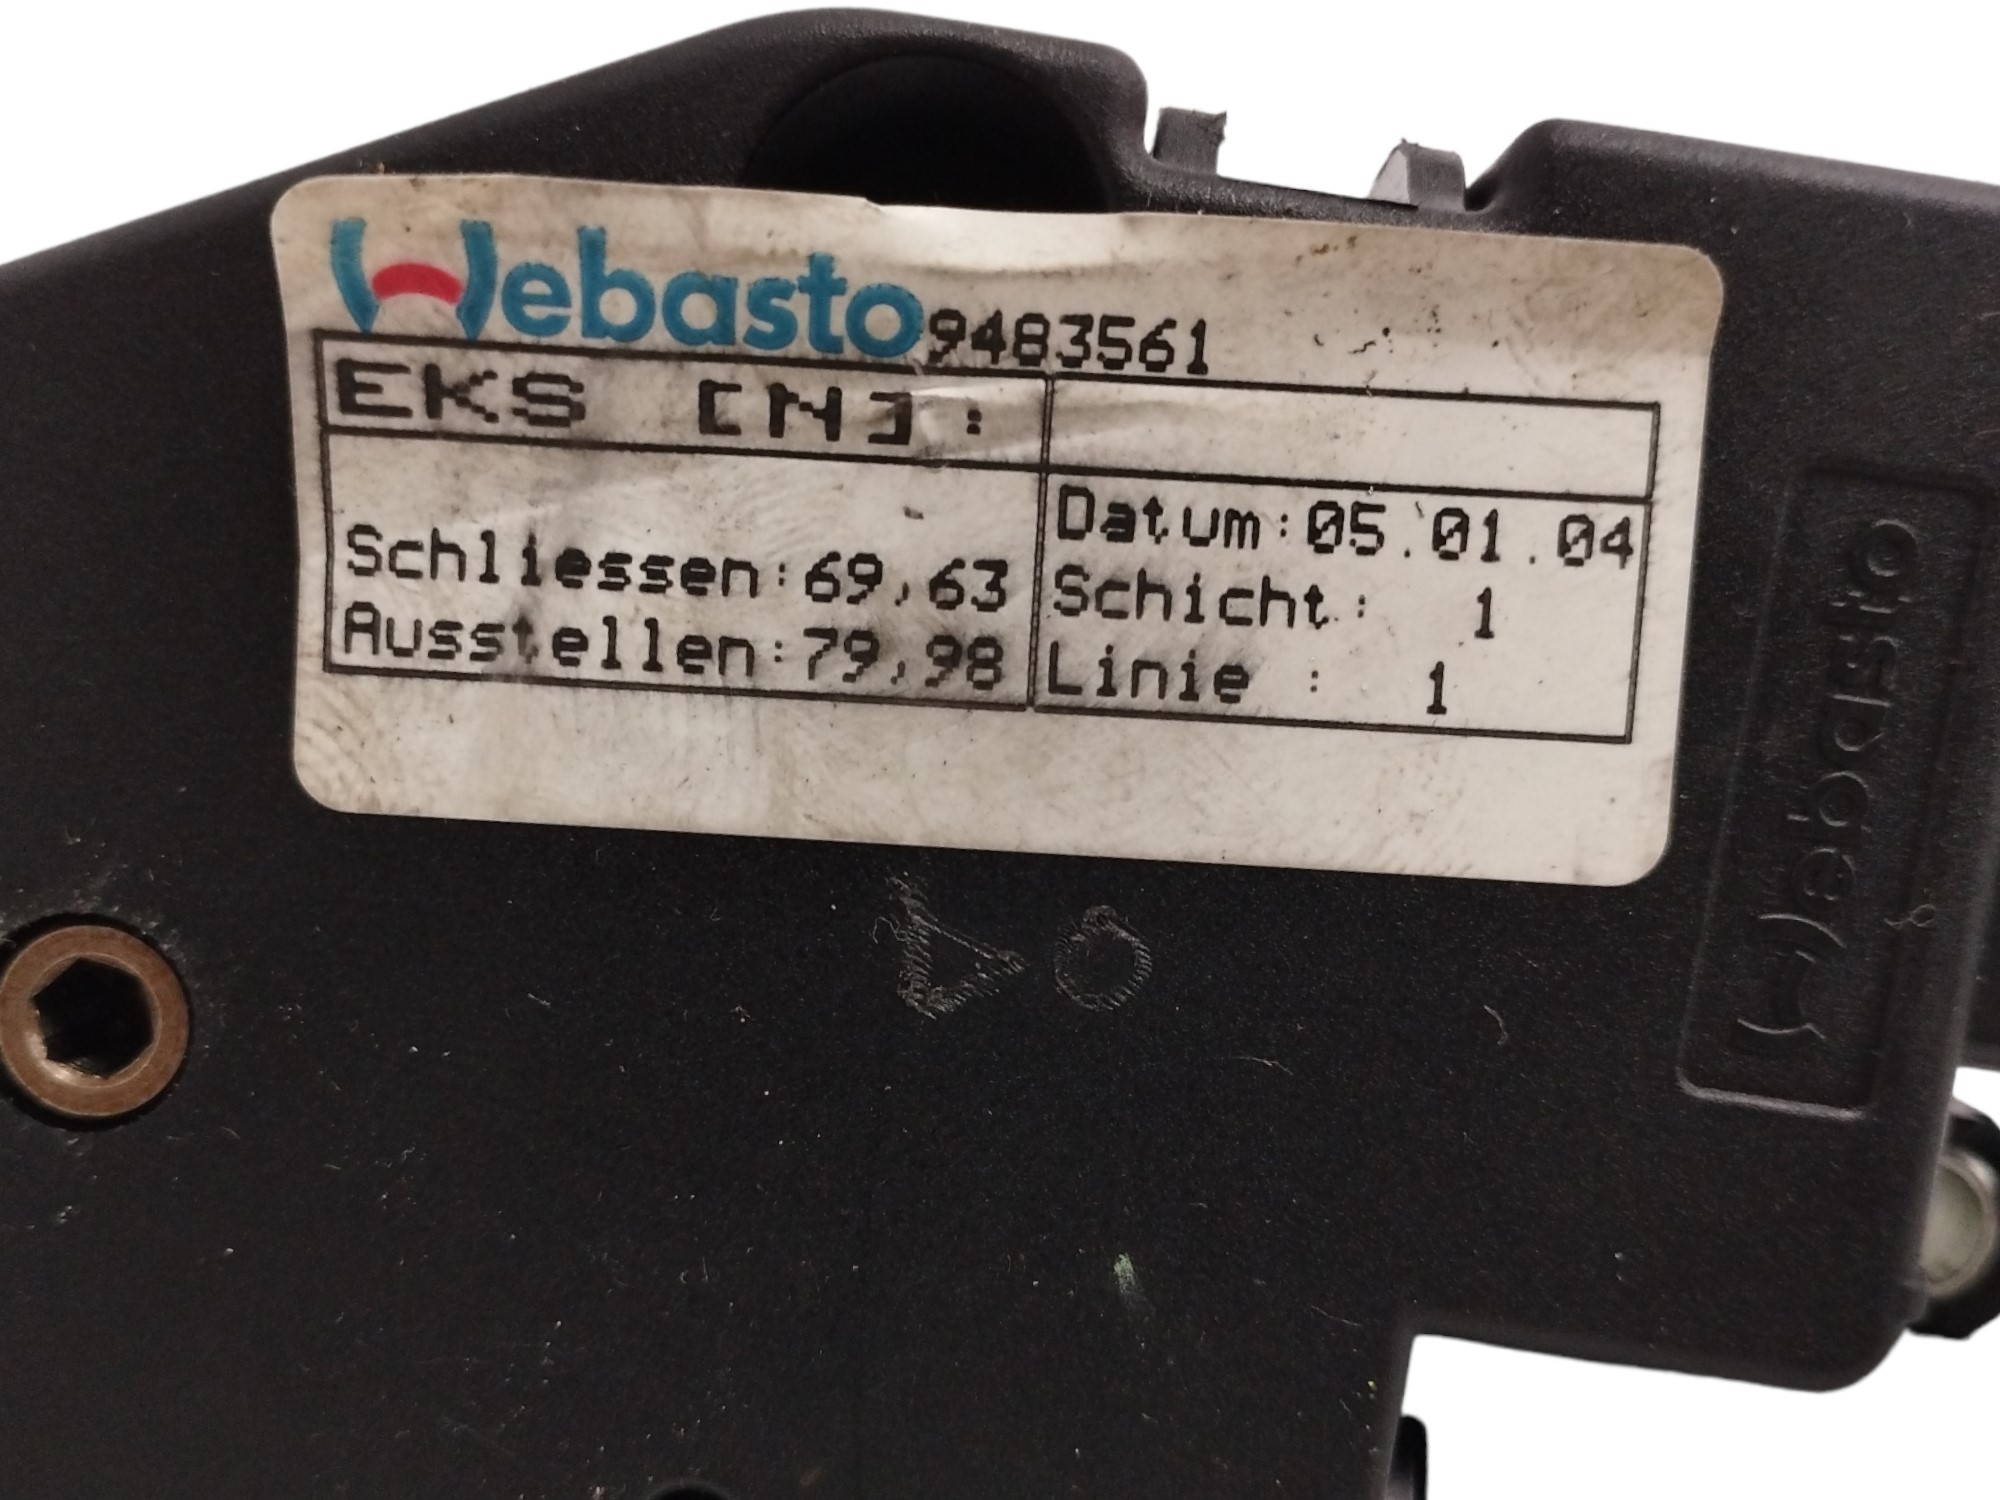 Webasto 9483561
EKS [N]:
Schliessen:69,63
Ausstellen:79,98
Datum:05.01.04
Schicht: 1
Linie : 1
Webasto